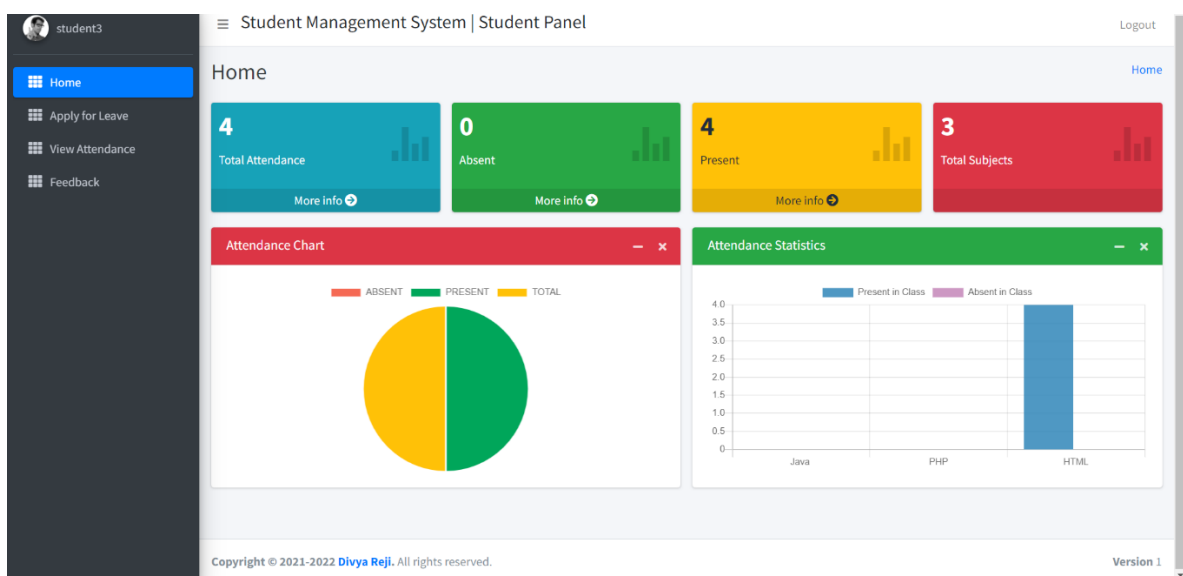 student3
Student Management System | Student Panel
Logout
Home
Apply for Leave
View Attendance
Feedback
Home
Home
4
Total Attendance
More info
0
Absent
More info
4
Present
More info
3
Total Subjects
Attendance Chart
ABSENT PRESENT TOTAL
Attendance Statistics
Present in Class Absent in Class
4.0
3.5
3.0
2.5
2.0
1.5
1.0
0.5
0
Java PHP HTML
Copyright © 2021-2022 Divya Reji. All rights reserved.
Version 1